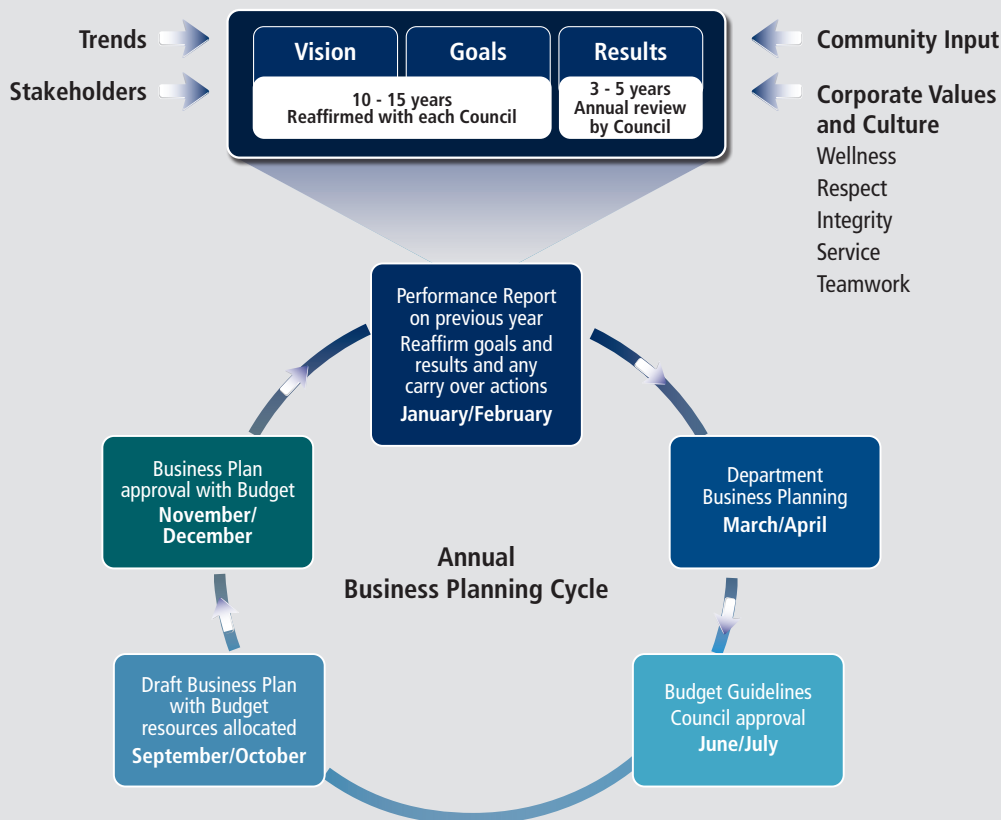 Trends
Stakeholders
Vision
Goals
Results
10 - 15 years
Reaffirmed with each Council
3 - 5 years
Annual review
by Council
Community Input
Corporate Values
and Culture
Wellness
Respect
Integrity
Service
Teamwork
Performance Report
on previous year
Reaffirm goals and
results and any
carry over actions
January/February
Department
Business Planning
March/April
Budget Guidelines
Council approval
June/July
Draft Business Plan
with Budget
resources allocated
September/October
Business Plan
approval with Budget
November/
December
Annual
Business Planning Cycle